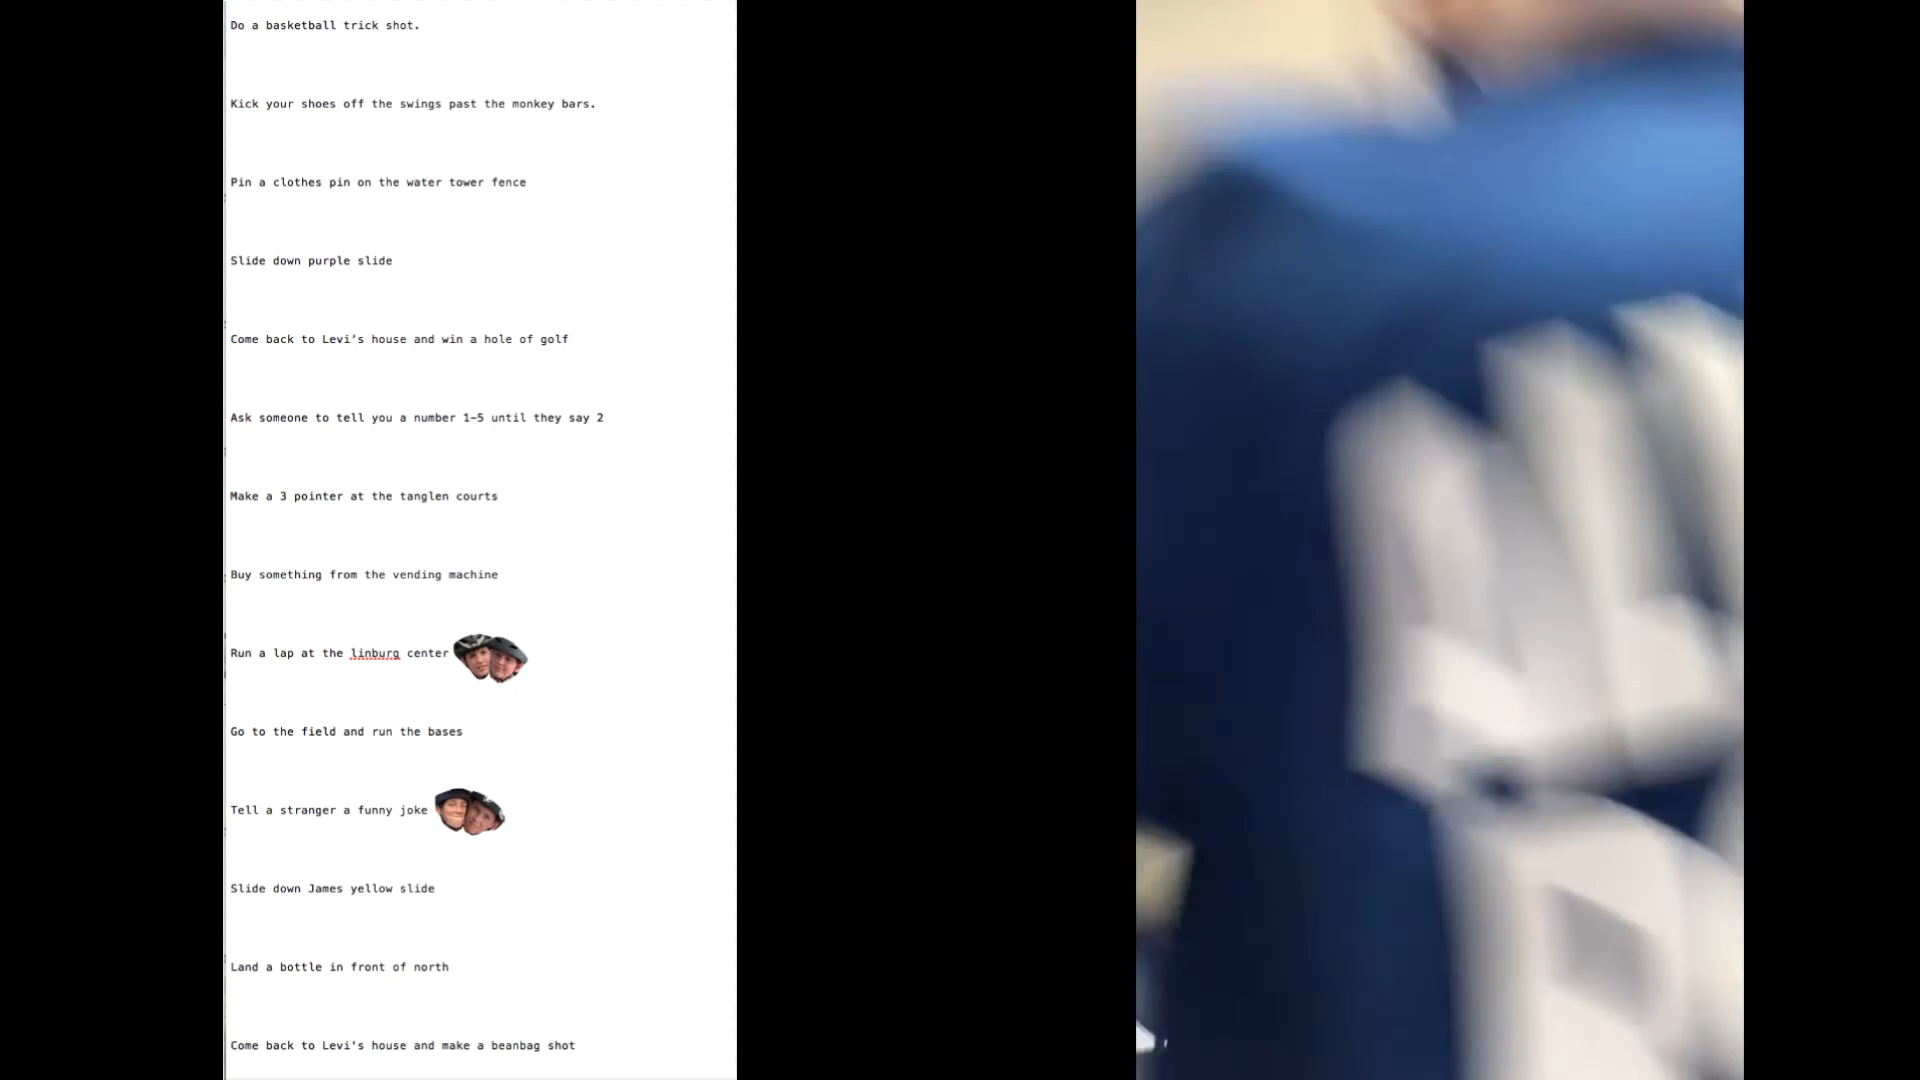 Do a basketball trick shot.
Kick your shoes off the swings past the monkey bars.
Pin a clothes pin on the water tower fence
Slide down purple slide
Come back to Levi’s house and win a hole of golf
Ask someone to tell you a number 1–5 until they say 2
Make a 3 pointer at the tanglen courts
Buy something from the vending machine
Run a lap at the linburg center
Go to the field and run the bases
Tell a stranger a funny joke
Slide down James yellow slide
Land a bottle in front of north
Come back to Levi's house and make a beanbag shot